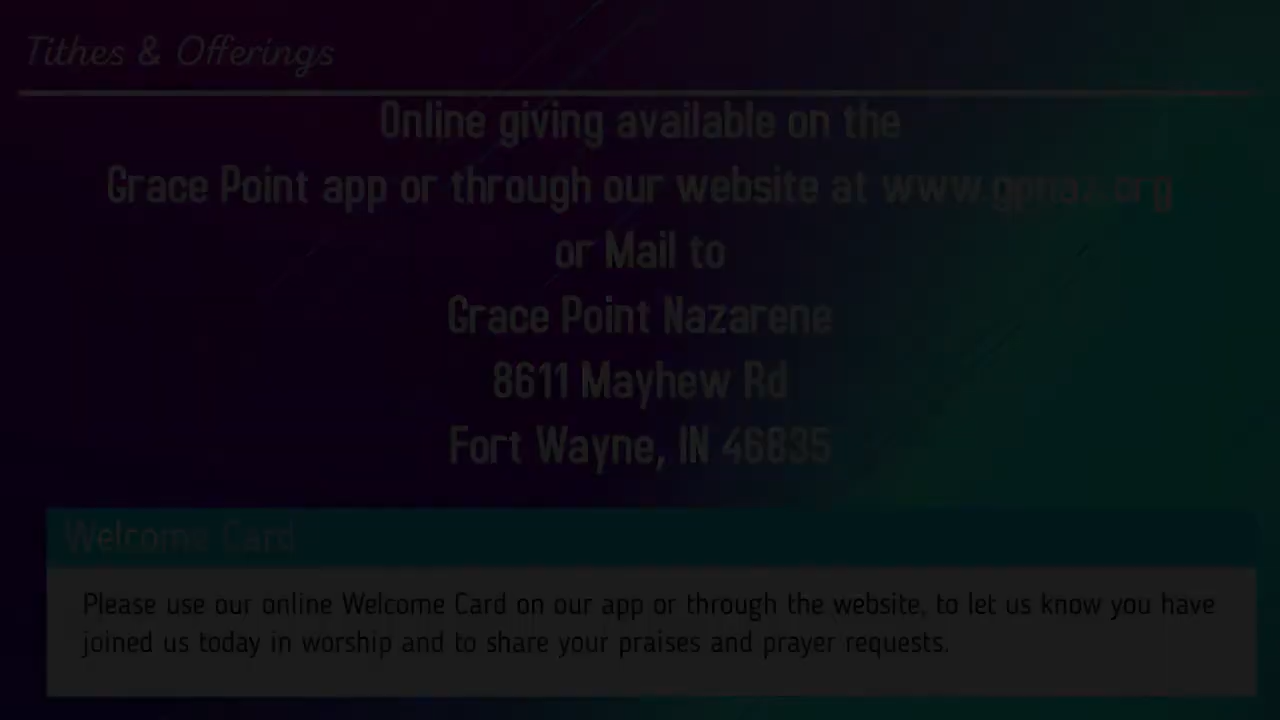 Tithes & Offerings
Online giving available on the
Grace Point app or through our website at www.gpnaz.org
or Mail to
Grace Point Nazarene
8611 Mayhew Rd
Fort Wayne, IN 46835
Welcome Card
Please use our online Welcome Card on our app or through the website, to let us know you have
joined us today in worship and to share your praises and prayer requests.